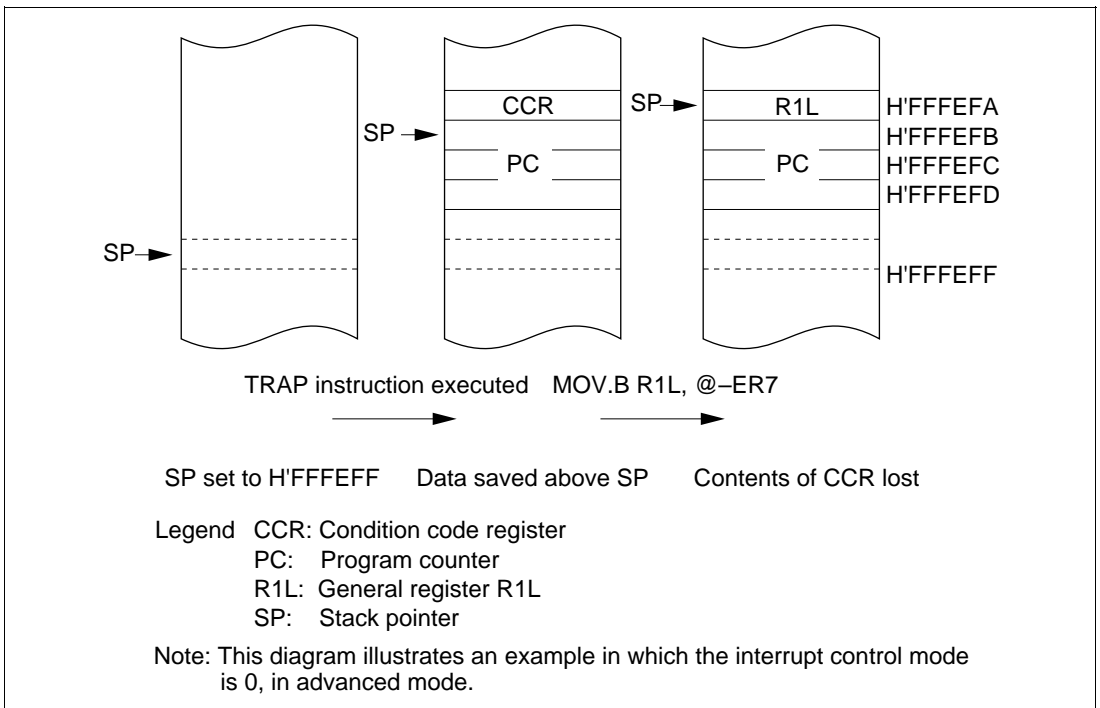 CCR SP R1L H'FFFEFA
SP H'FFFEFB
PC PC H'FFFEFC
H'FFFEFD
SP
H'FFFEFF
TRAP instruction executed MOV.B R1L, @–ER7
SP set to H'FFFEFF Data saved above SP Contents of CCR lost
Legend CCR: Condition code register
PC: Program counter
R1L: General register R1L
SP: Stack pointer
Note: This diagram illustrates an example in which the interrupt control mode
is 0, in advanced mode.